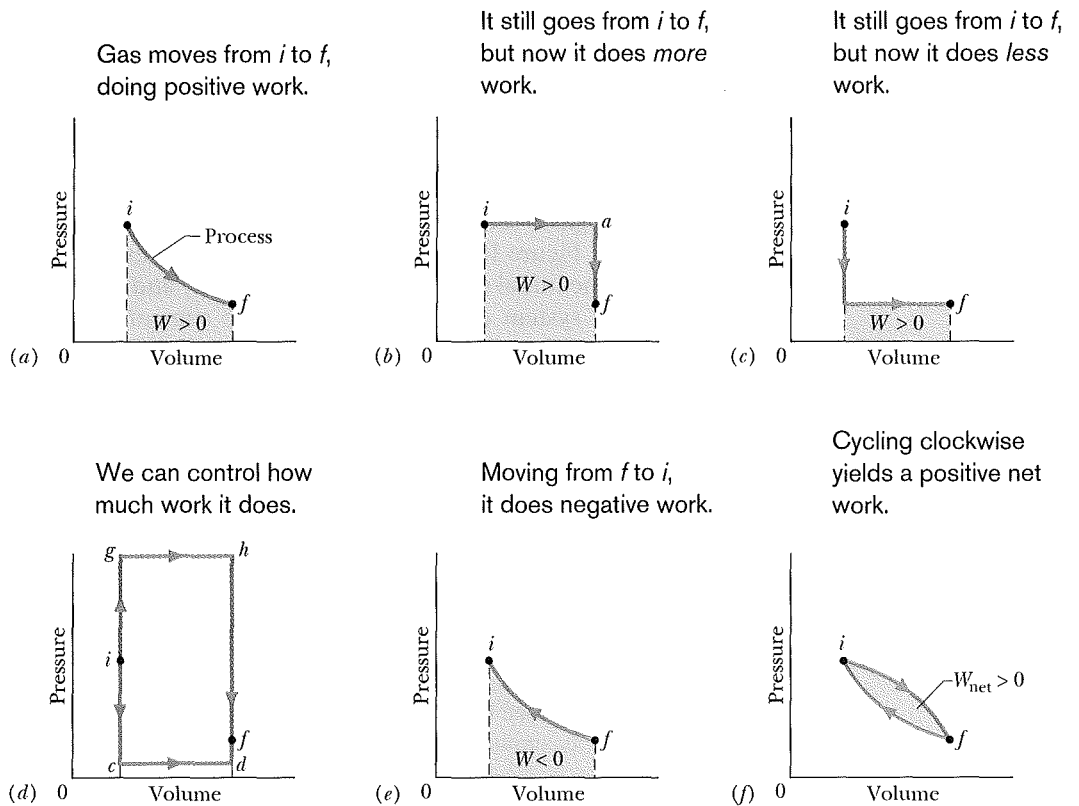 Gas moves from i to f,
doing positive work.
It still goes from i to f,
but now it does more
work.
It still goes from i to f,
but now it does less
work.
Pressure
i
Process
f
W > 0
(a) 0 Volume
Pressure
i
a
W > 0
f
(b) 0 Volume
Pressure
i
f
W > 0
(c) 0 Volume
We can control how
much work it does.
Moving from f to i,
it does negative work.
Cycling clockwise
yields a positive net
work.
Pressure
g
h
i
f
c
d
(d) 0 Volume
Pressure
i
f
W < 0
(e) 0 Volume
Pressure
i
Wnet > 0
f
(f) 0 Volume